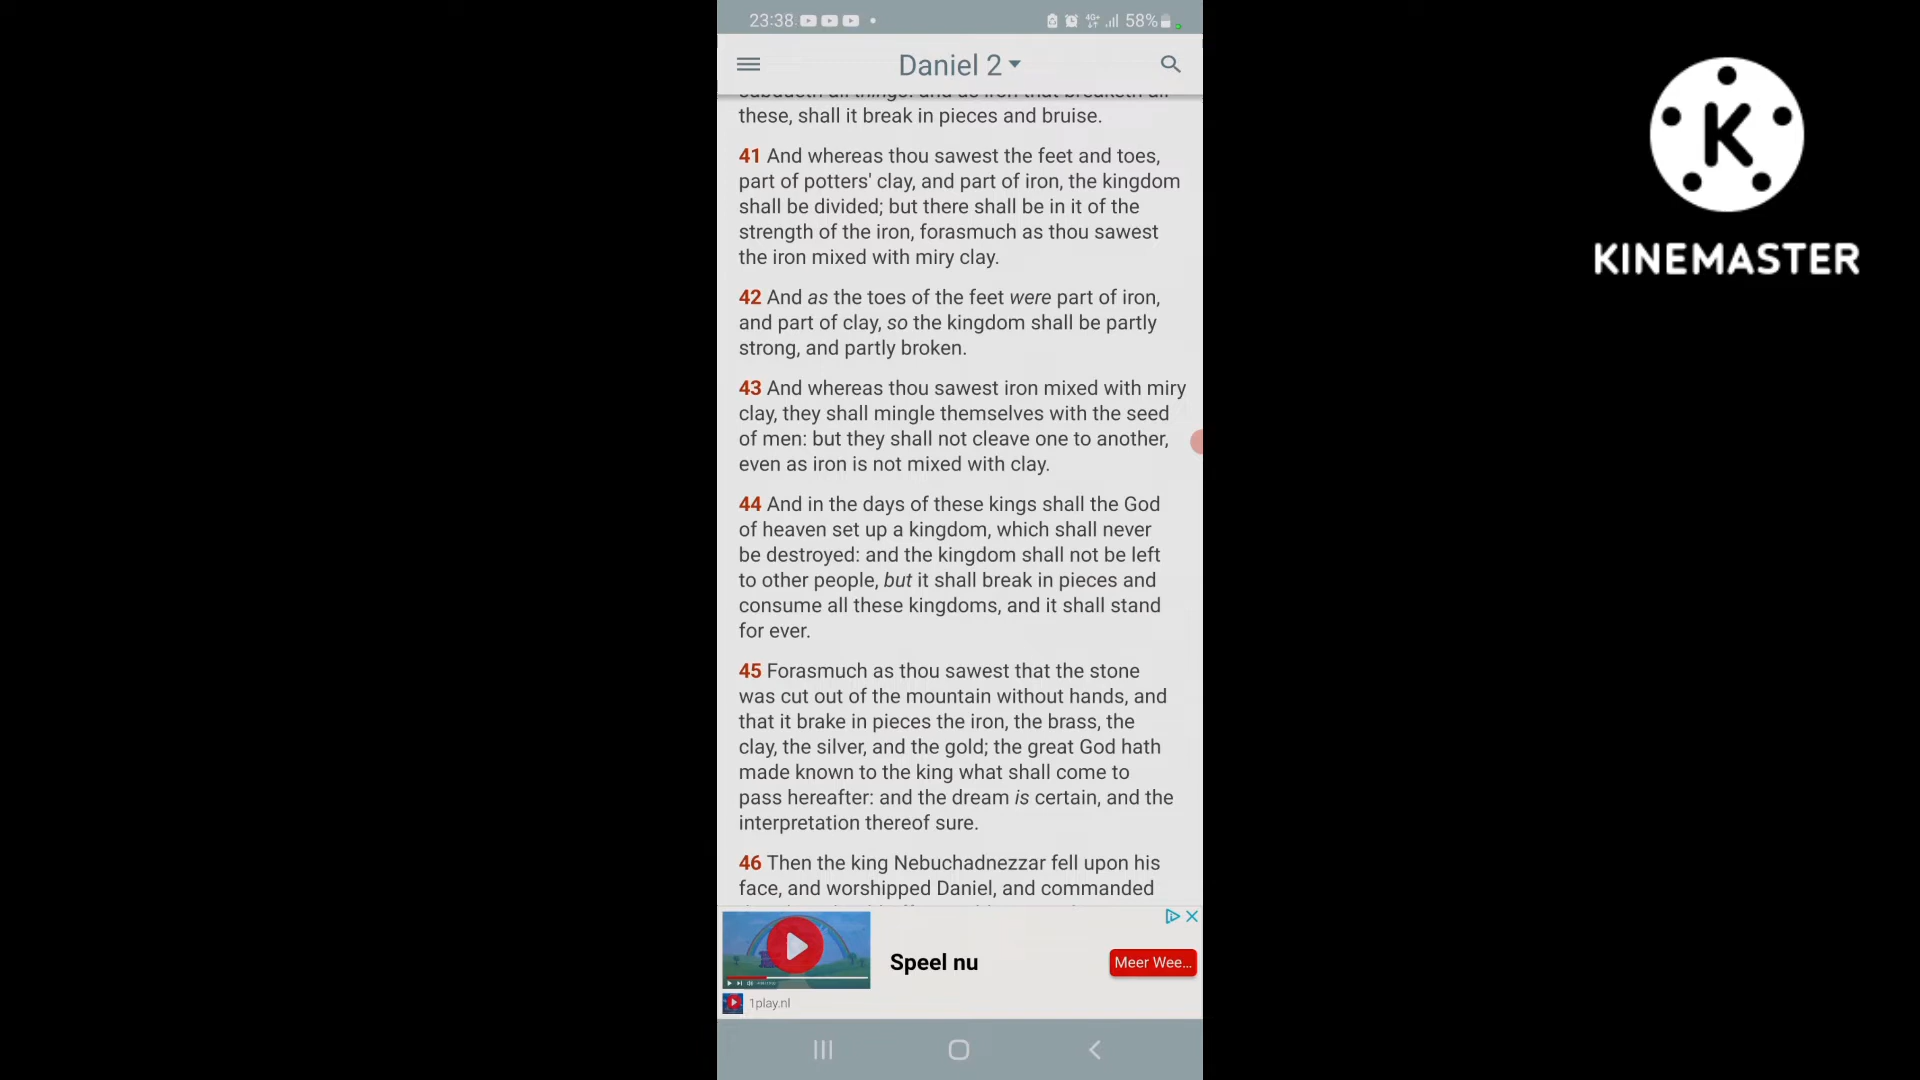 23:38
4G+
58%
Daniel 2
KINEMASTER
subdueth all things: and as iron that breaketh all
these, shall it break in pieces and bruise.
41 And whereas thou sawest the feet and toes,
part of potters' clay, and part of iron, the kingdom
shall be divided; but there shall be in it of the
strength of the iron, forasmuch as thou sawest
the iron mixed with miry clay.
42 And as the toes of the feet were part of iron,
and part of clay, so the kingdom shall be partly
strong, and partly broken.
43 And whereas thou sawest iron mixed with miry
clay, they shall mingle themselves with the seed
of men: but they shall not cleave one to another,
even as iron is not mixed with clay.
44 And in the days of these kings shall the God
of heaven set up a kingdom, which shall never
be destroyed: and the kingdom shall not be left
to other people, but it shall break in pieces and
consume all these kingdoms, and it shall stand
for ever.
45 Forasmuch as thou sawest that the stone
was cut out of the mountain without hands, and
that it brake in pieces the iron, the brass, the
clay, the silver, and the gold; the great God hath
made known to the king what shall come to
pass hereafter: and the dream is certain, and the
interpretation thereof sure.
46 Then the king Nebuchadnezzar fell upon his
face, and worshipped Daniel, and commanded
Speel nu
Meer Wee...
1play.nl